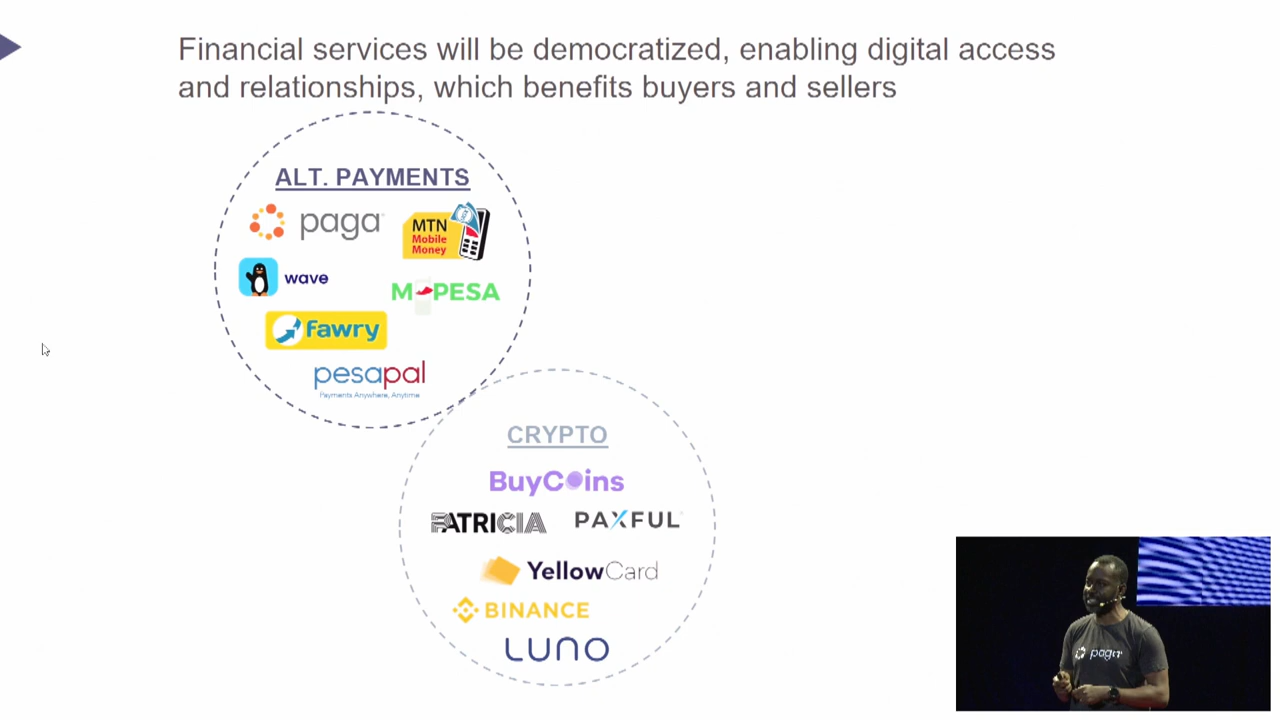 Financial services will be democratized, enabling digital access
and relationships, which benefits buyers and sellers
ALT. PAYMENTS
paga
MTN
Mobile
Money
wave
M PESA
fawry
pesapal
Payments Anywhere, Anytime
CRYPTO
BuyCoins
PATRICIA
PAXFUL
YellowCard
BINANCE
LUNO
paga